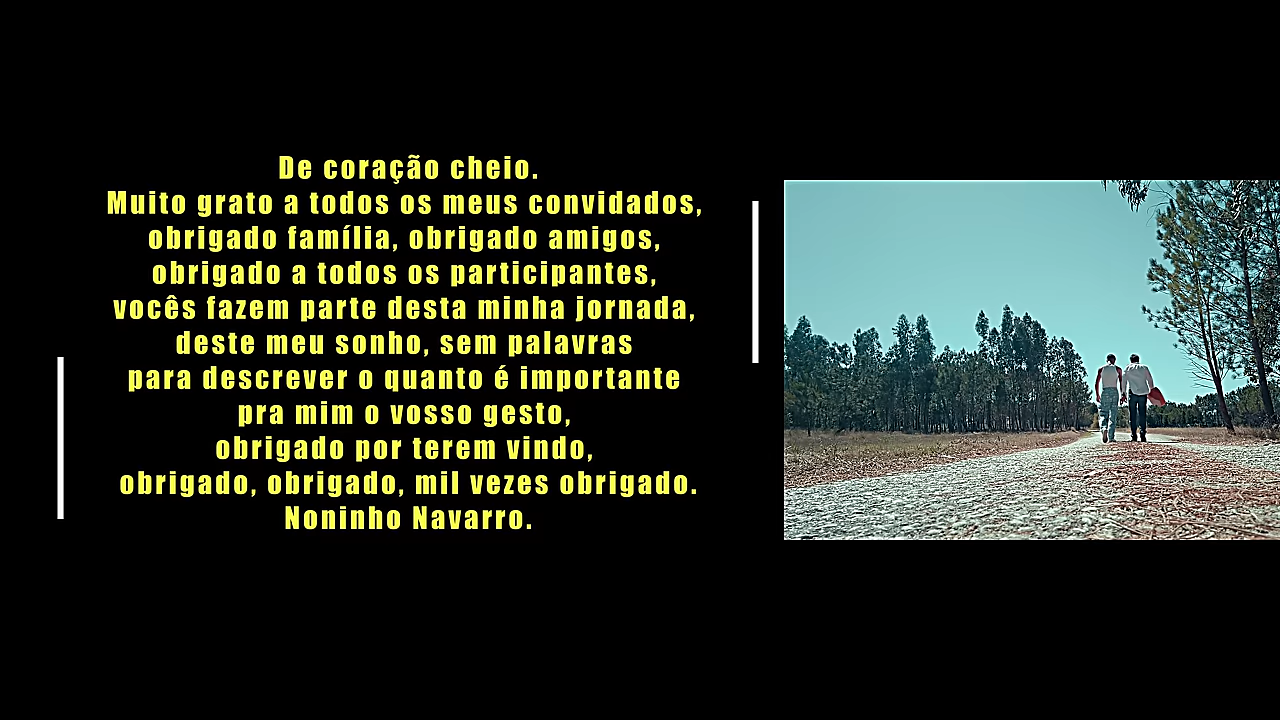 De coração cheio.
Muito grato a todos os meus convidados,
obrigado família, obrigado amigos,
obrigado a todos os participantes,
vocês fazem parte desta minha jornada,
deste meu sonho, sem palavras
para descrever o quanto é importante
pra mim o vosso gesto,
obrigado por terem vindo,
obrigado, obrigado, mil vezes obrigado.
Noninho Navarro.